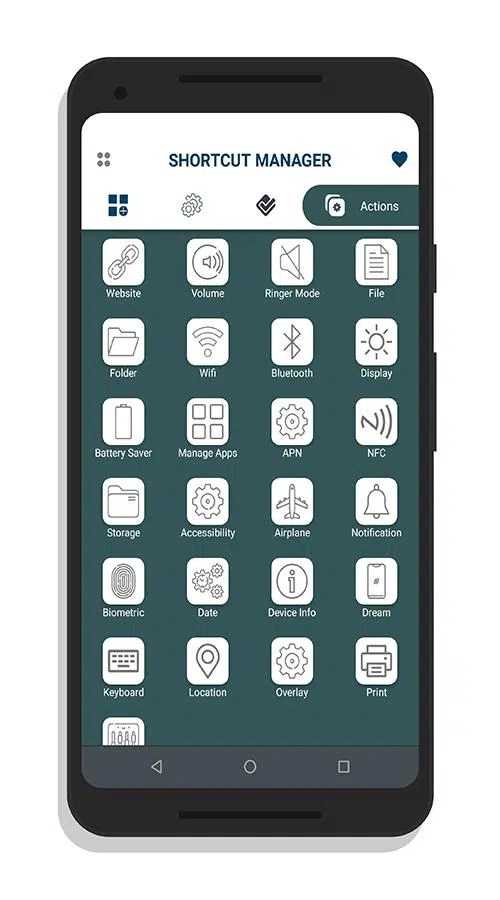 SHORTCUT MANAGER
Actions
Website Volume Ringer Mode File
Folder Wifi Bluetooth Display
Battery Saver Manage Apps APN NFC
Storage Accessibility Airplane Notification
Biometric Date Device Info Dream
Keyboard Location Overlay Print